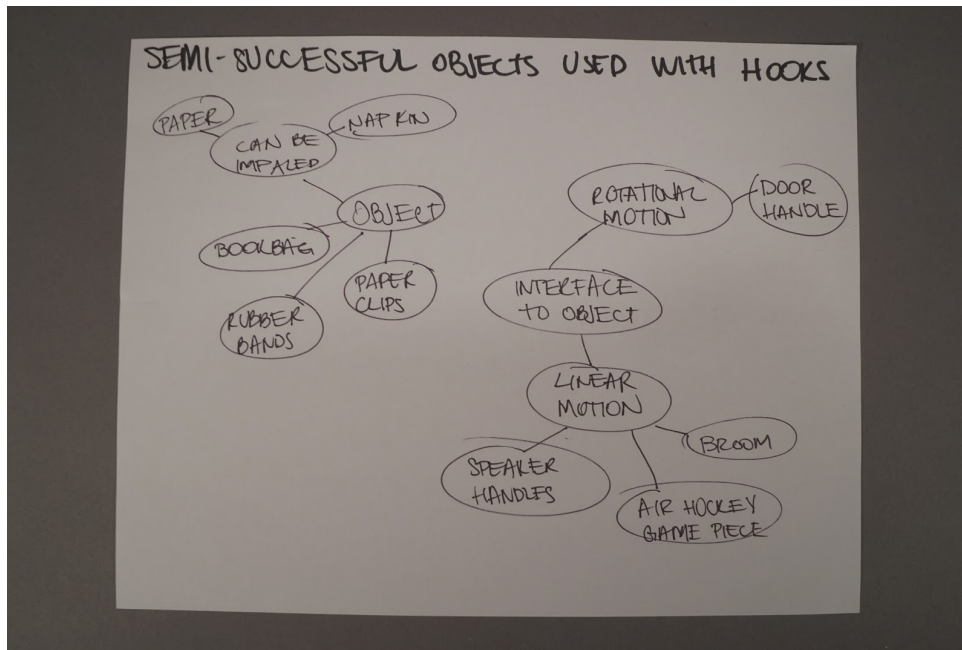 SEMI-SUCCESSFUL OBJECTS USED WITH HOOKS
PAPER
NAPKIN
CAN BE
IMPALED
OBJECT
BOOKBAG
PAPER
CLIPS
RUBBER
BANDS
ROTATIONAL
MOTION
DOOR
HANDLE
INTERFACE
TO OBJECT
LINEAR
MOTION
BROOM
SPEAKER
HANDLES
AIR HOCKEY
GAME PIECE